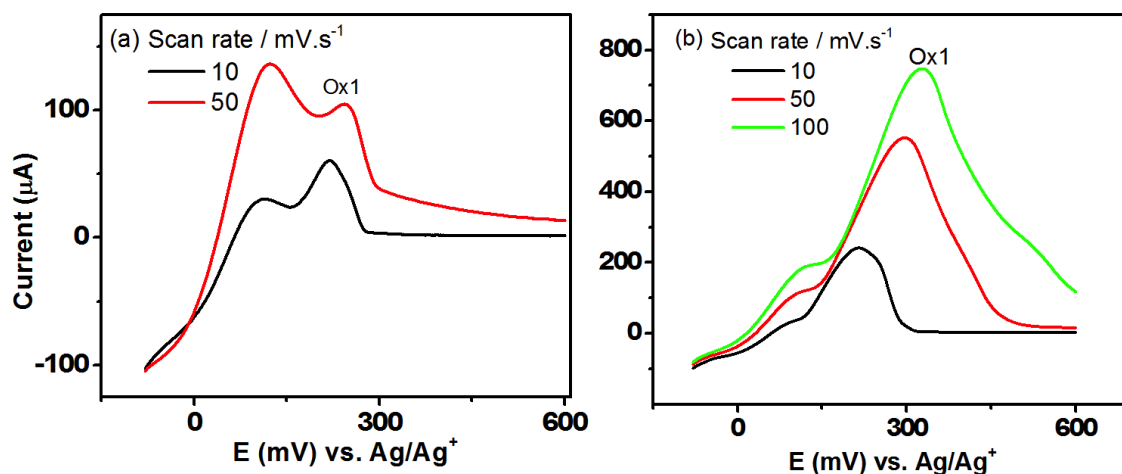 (a) Scan rate / mV.s⁻¹
10
50
Ox1
100
0
-100
Current (µA)
0
300
600
E (mV) vs. Ag/Ag⁺
(b) Scan rate / mV.s⁻¹
10
50
100
Ox1
800
600
400
200
0
0
300
600
E (mV) vs. Ag/Ag⁺